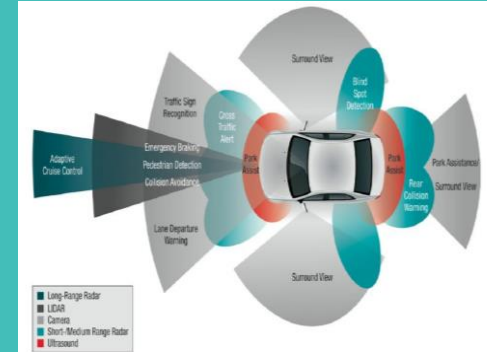 Surround View
Blind
Spot
Detection
Traffic Sign
Recognition
Cross
Traffic
Alert
Emergency Braking
Adaptive
Cruise Control
Pedestrian Detection
Park
Assist
Park
Assist
Park Assistance
Surround View
Collision Avoidance
Rear
Collision
Warning
Lane Departure
Warning
Surround View
Long-Range Radar
LIDAR
Camera
Short-/Medium Range Radar
Ultrasound